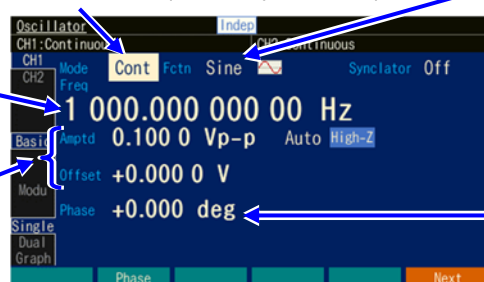 Oscillator Indep
CH1:Continuous CH2:Continuous
CH1 Mode Cont Fctn Sine Synclator Off
CH2 Freq
1 000.000 000 00 Hz
Basic Amptd 0.100 0 Vp-p Auto High-Z
Offset +0.000 0 V
Modu
Phase +0.000 deg
Single
Dual
Graph
Phase Next